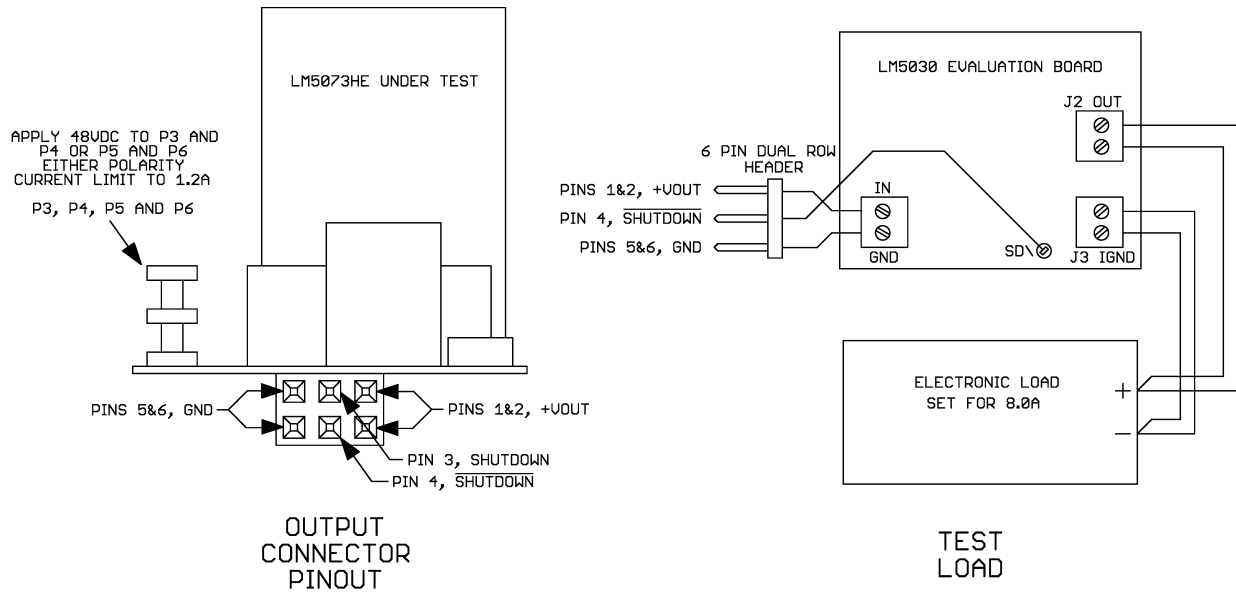 LM5073HE UNDER TEST
APPLY 48VDC TO P3 AND
P4 OR P5 AND P6
EITHER POLARITY
CURRENT LIMIT TO 1.2A
P3, P4, P5 AND P6
PINS 5&6, GND
PINS 1&2, +VOUT
PIN 3, SHUTDOWN
PIN 4, SHUTDOWN
OUTPUT
CONNECTOR
PINOUT
LM5030 EVALUATION BOARD
J2 OUT
6 PIN DUAL ROW
HEADER
PINS 1&2, +VOUT
IN
PIN 4, SHUTDOWN
PINS 5&6, GND
GND
SD\
J3 IGND
ELECTRONIC LOAD
SET FOR 8.0A
+
—
TEST
LOAD